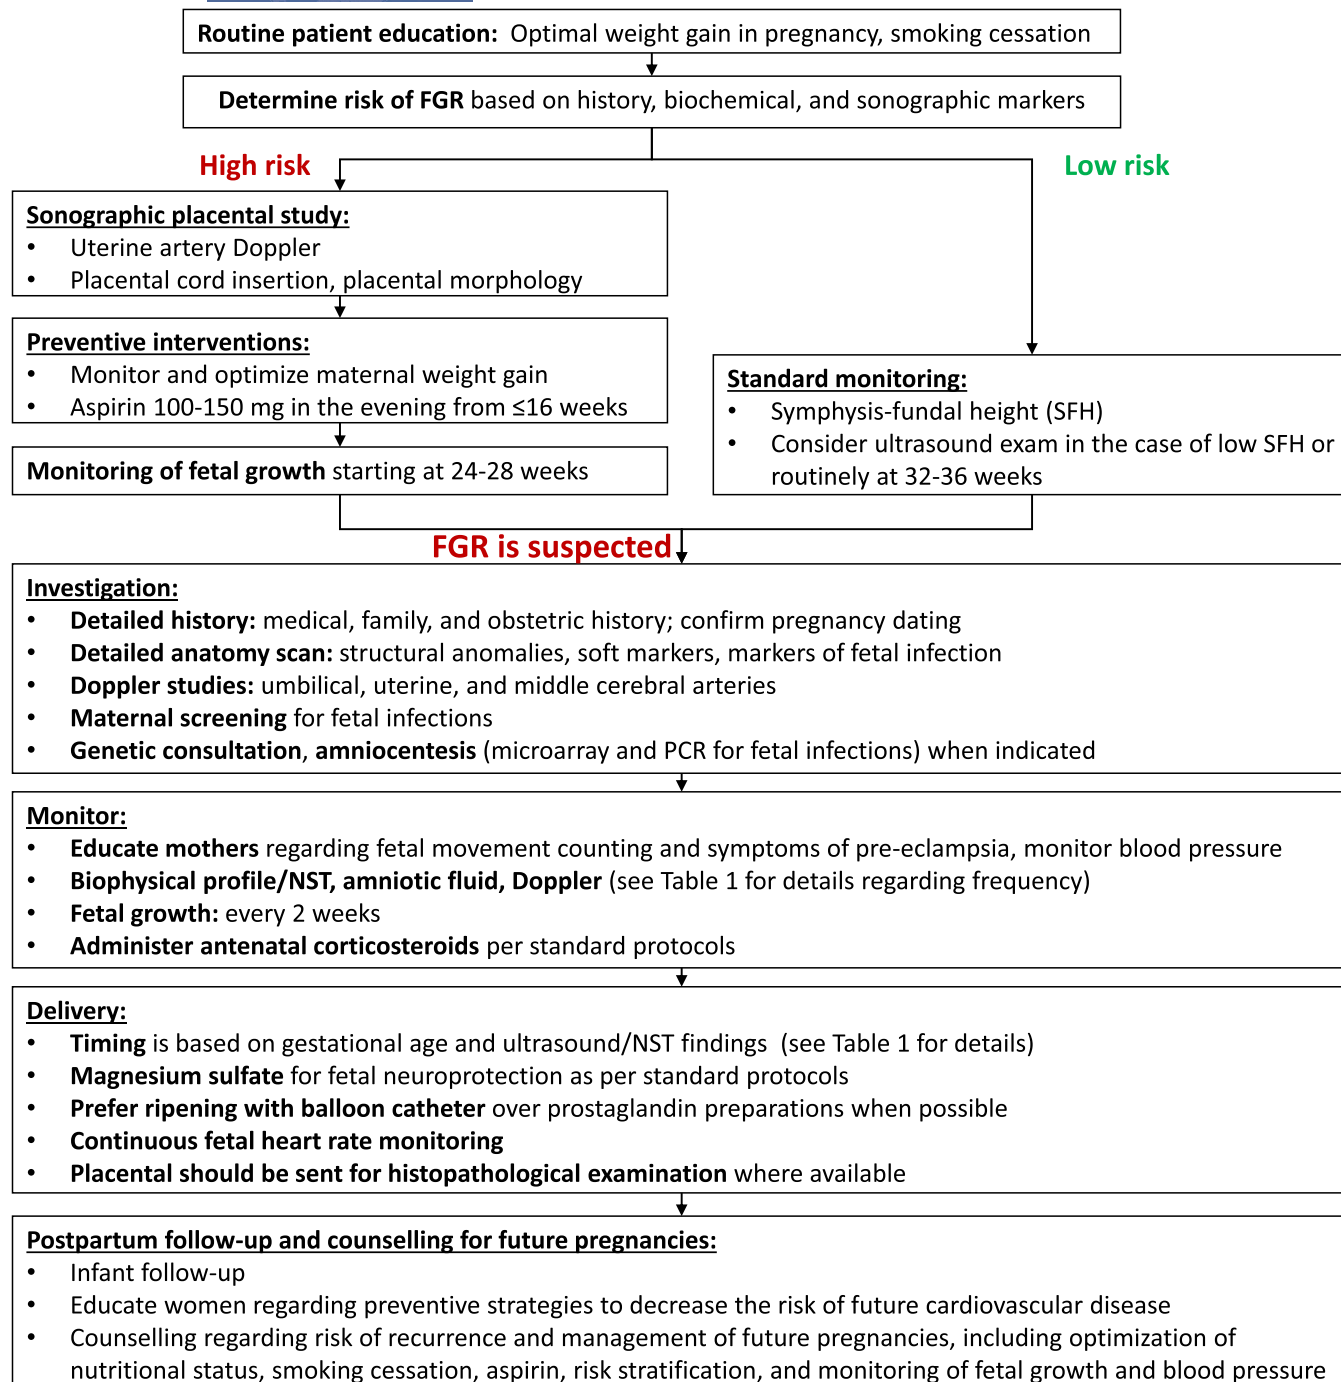 Routine patient education: Optimal weight gain in pregnancy, smoking cessation
Determine risk of FGR based on history, biochemical, and sonographic markers
High risk
Low risk
Sonographic placental study:
• Uterine artery Doppler
• Placental cord insertion, placental morphology
Preventive interventions:
• Monitor and optimize maternal weight gain
• Aspirin 100-150 mg in the evening from ≤16 weeks
Monitoring of fetal growth starting at 24-28 weeks
Standard monitoring:
• Symphysis-fundal height (SFH)
• Consider ultrasound exam in the case of low SFH or
routinely at 32-36 weeks
FGR is suspected
Investigation:
• Detailed history: medical, family, and obstetric history; confirm pregnancy dating
• Detailed anatomy scan: structural anomalies, soft markers, markers of fetal infection
• Doppler studies: umbilical, uterine, and middle cerebral arteries
• Maternal screening for fetal infections
• Genetic consultation, amniocentesis (microarray and PCR for fetal infections) when indicated
Monitor:
• Educate mothers regarding fetal movement counting and symptoms of pre-eclampsia, monitor blood pressure
• Biophysical profile/NST, amniotic fluid, Doppler (see Table 1 for details regarding frequency)
• Fetal growth: every 2 weeks
• Administer antenatal corticosteroids per standard protocols
Delivery:
• Timing is based on gestational age and ultrasound/NST findings (see Table 1 for details)
• Magnesium sulfate for fetal neuroprotection as per standard protocols
• Prefer ripening with balloon catheter over prostaglandin preparations when possible
• Continuous fetal heart rate monitoring
• Placental should be sent for histopathological examination where available
Postpartum follow-up and counselling for future pregnancies:
• Infant follow-up
• Educate women regarding preventive strategies to decrease the risk of future cardiovascular disease
• Counselling regarding risk of recurrence and management of future pregnancies, including optimization of
nutritional status, smoking cessation, aspirin, risk stratification, and monitoring of fetal growth and blood pressure